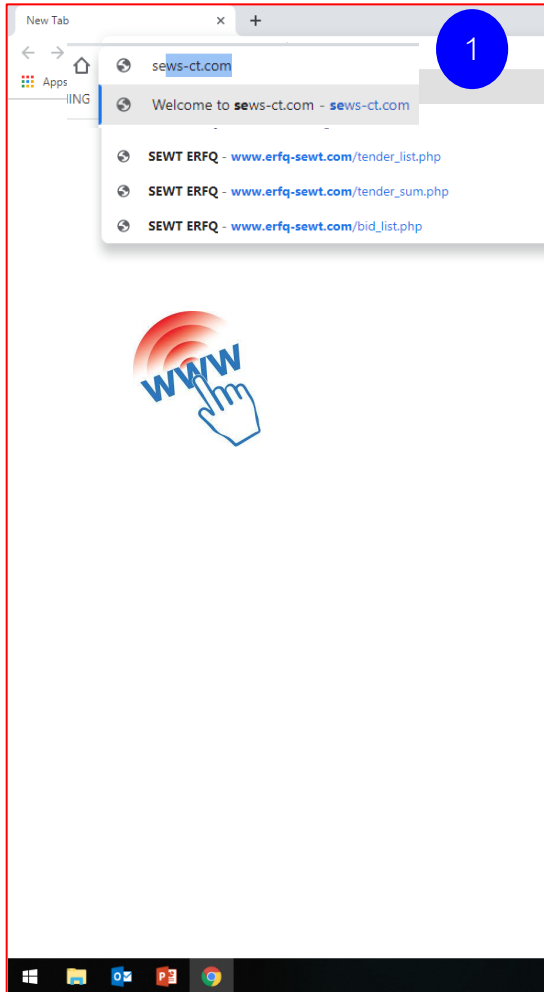 New Tab
1
sews-ct.com
Apps
IING
Welcome to sews-ct.com - sews-ct.com
SEWT ERFQ - www.erfq-sewt.com/tender_list.php
SEWT ERFQ - www.erfq-sewt.com/tender_sum.php
SEWT ERFQ - www.erfq-sewt.com/bid_list.php
www